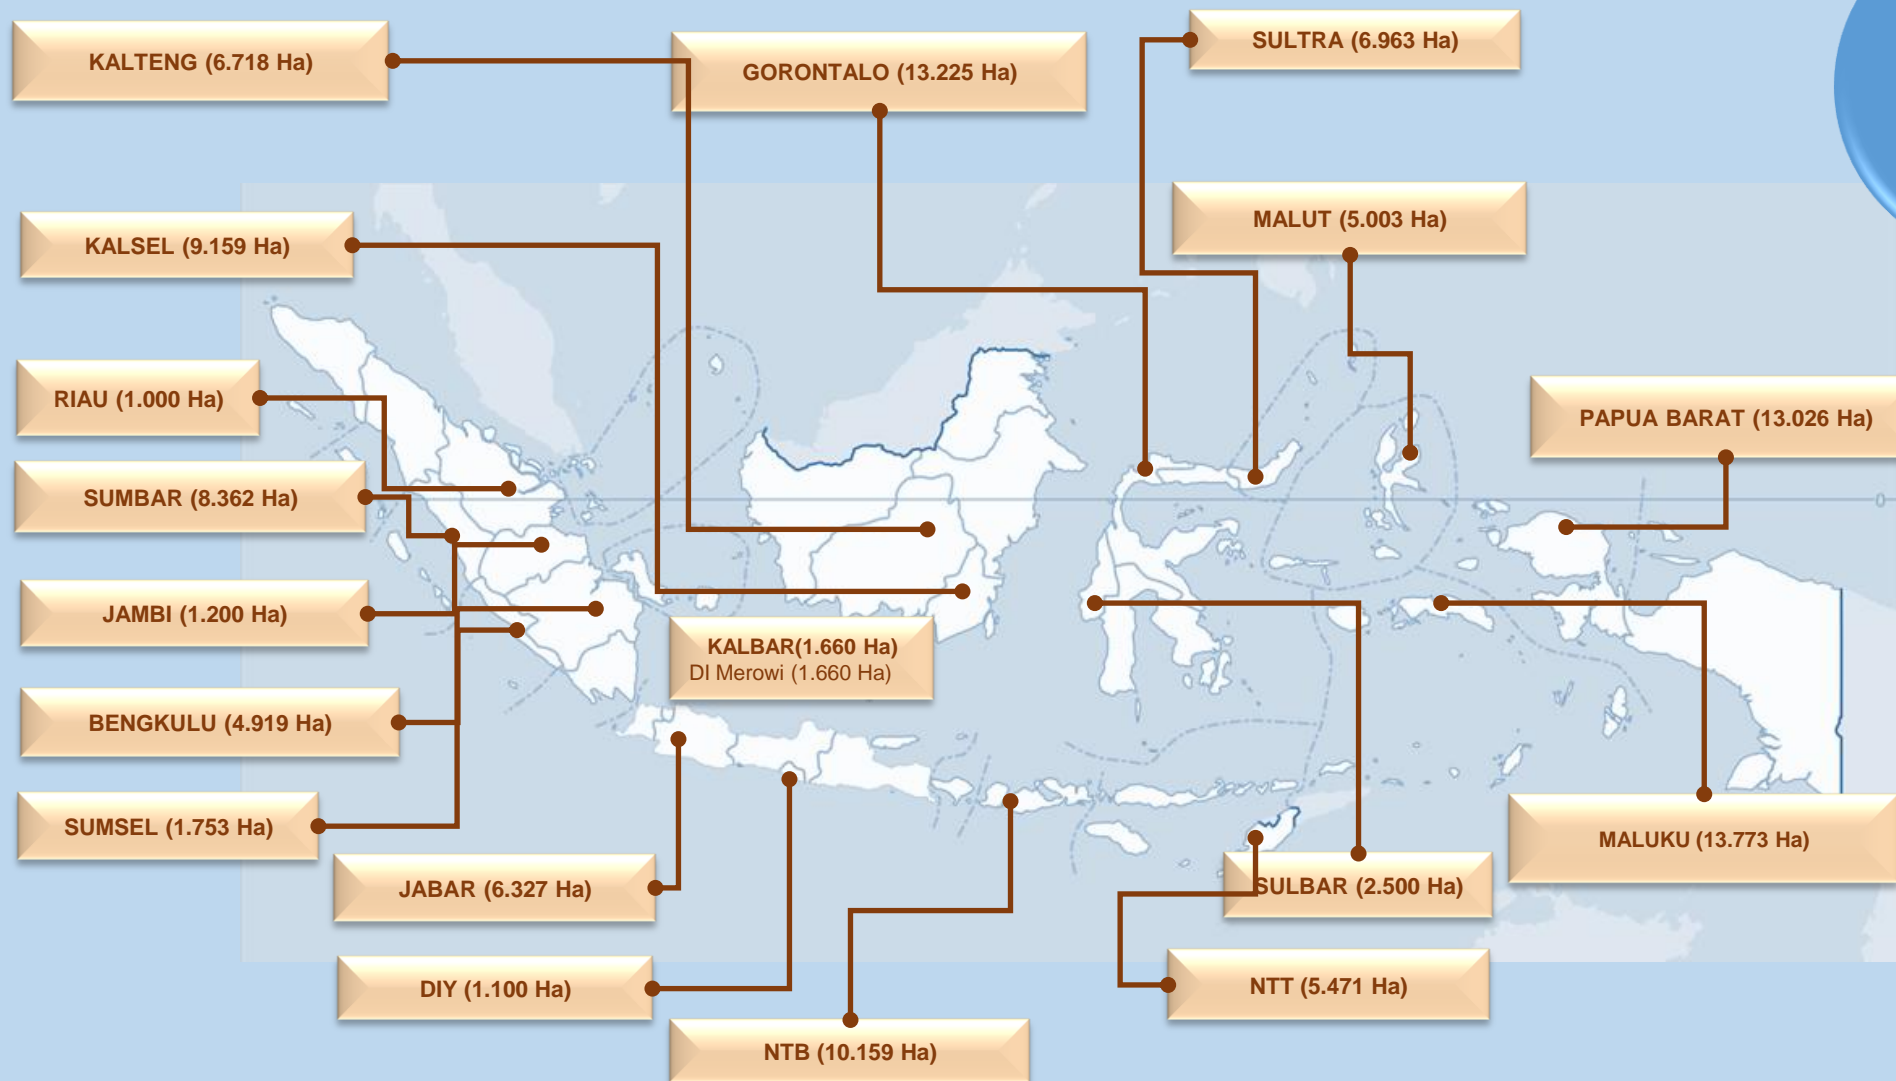 SULTRA (6.963 Ha)
KALTENG (6.718 Ha)
GORONTALO (13.225 Ha)
MALUT (5.003 Ha)
KALSEL (9.159 Ha)
RIAU (1.000 Ha)
PAPUA BARAT (13.026 Ha)
SUMBAR (8.362 Ha)
0
JAMBI (1.200 Ha)
KALBAR(1.660 Ha)
DI Merowi (1.660 Ha)
BENGKULU (4.919 Ha)
SUMSEL (1.753 Ha)
MALUKU (13.773 Ha)
JABAR (6.327 Ha)
SULBAR (2.500 Ha)
DIY (1.100 Ha)
NTT (5.471 Ha)
NTB (10.159 Ha)